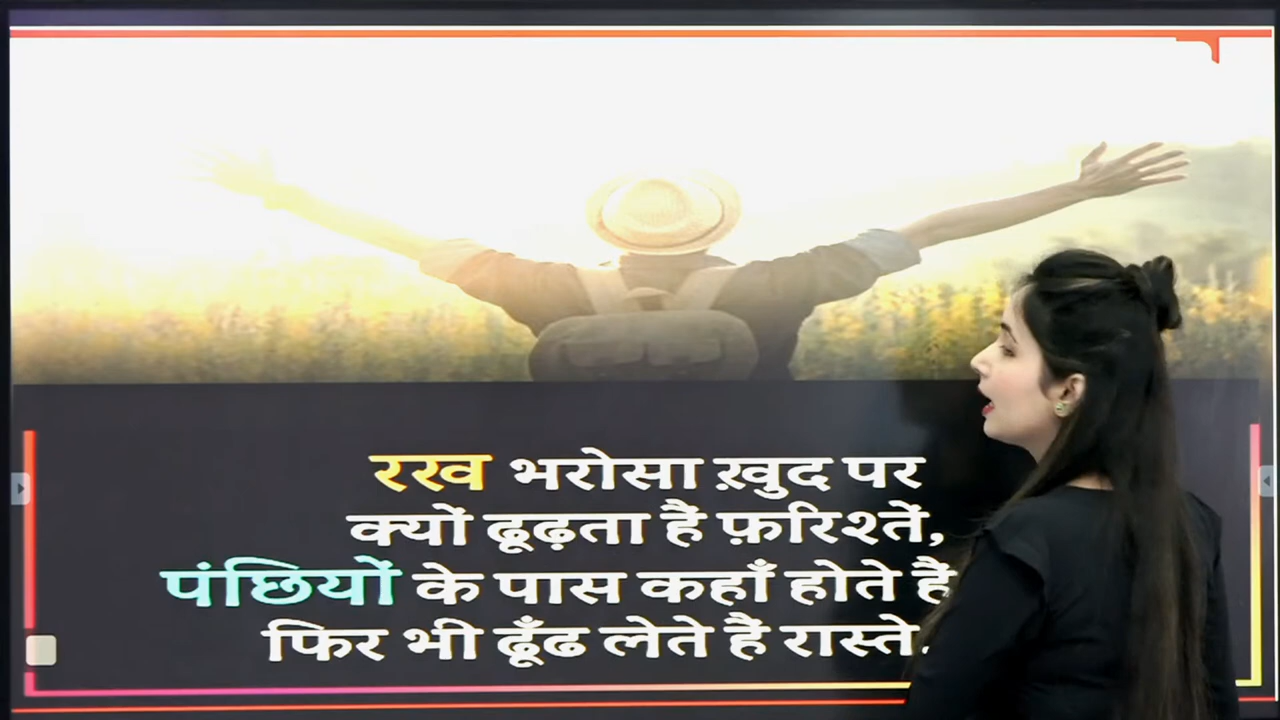 रख भरोसा ख़ुद पर
क्यों ढूढ़ता हैं फ़रिश्तें,
पंछियों के पास कहाँ होते हैं
फिर भी ढूँढ लेते हैं रास्ते.